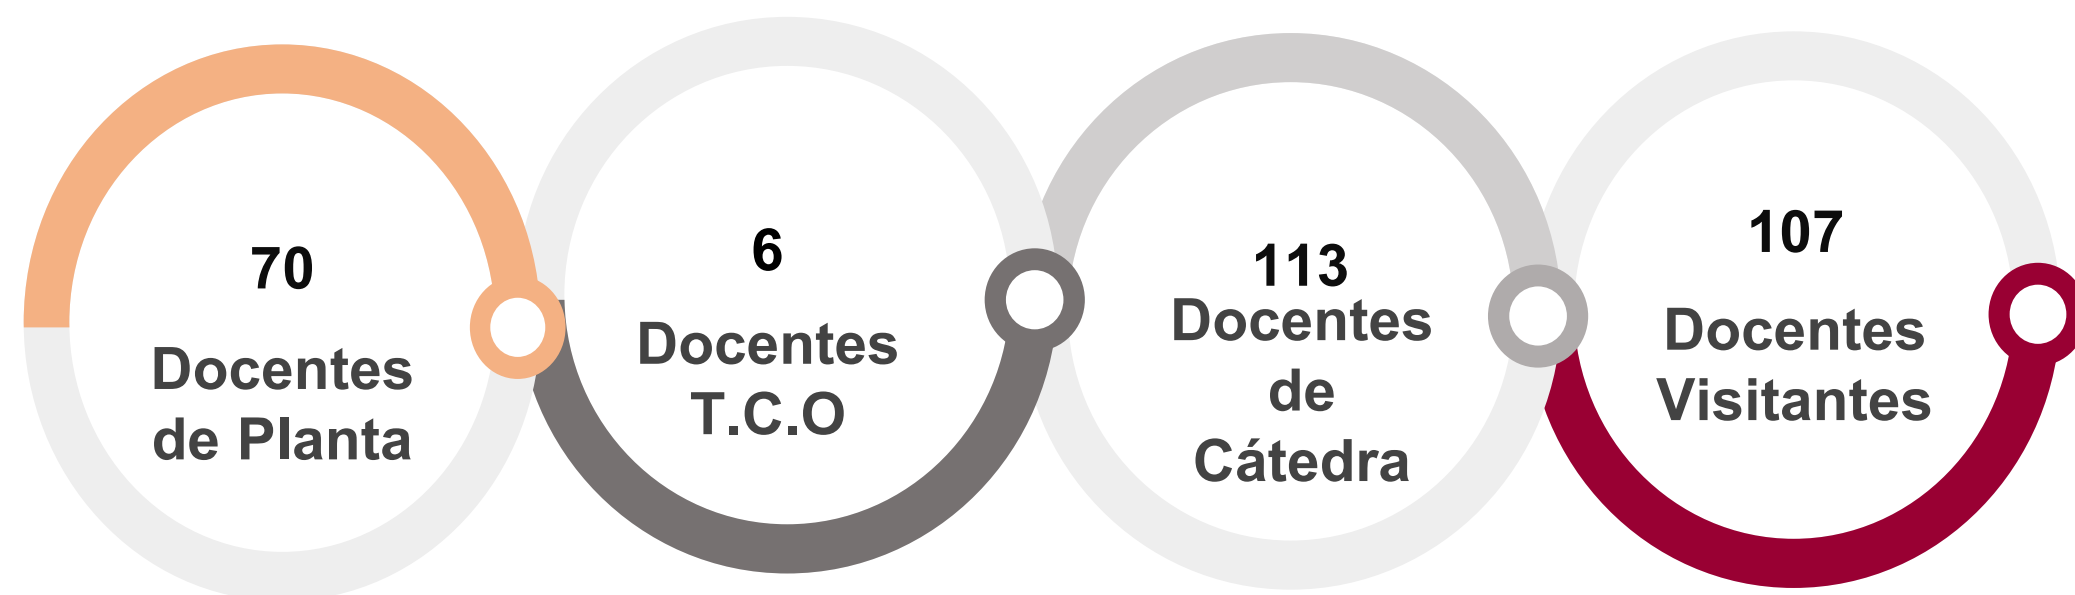 70
Docentes
de Planta
6
Docentes
T.C.O
113
Docentes
de
Cátedra
107
Docentes
Visitantes